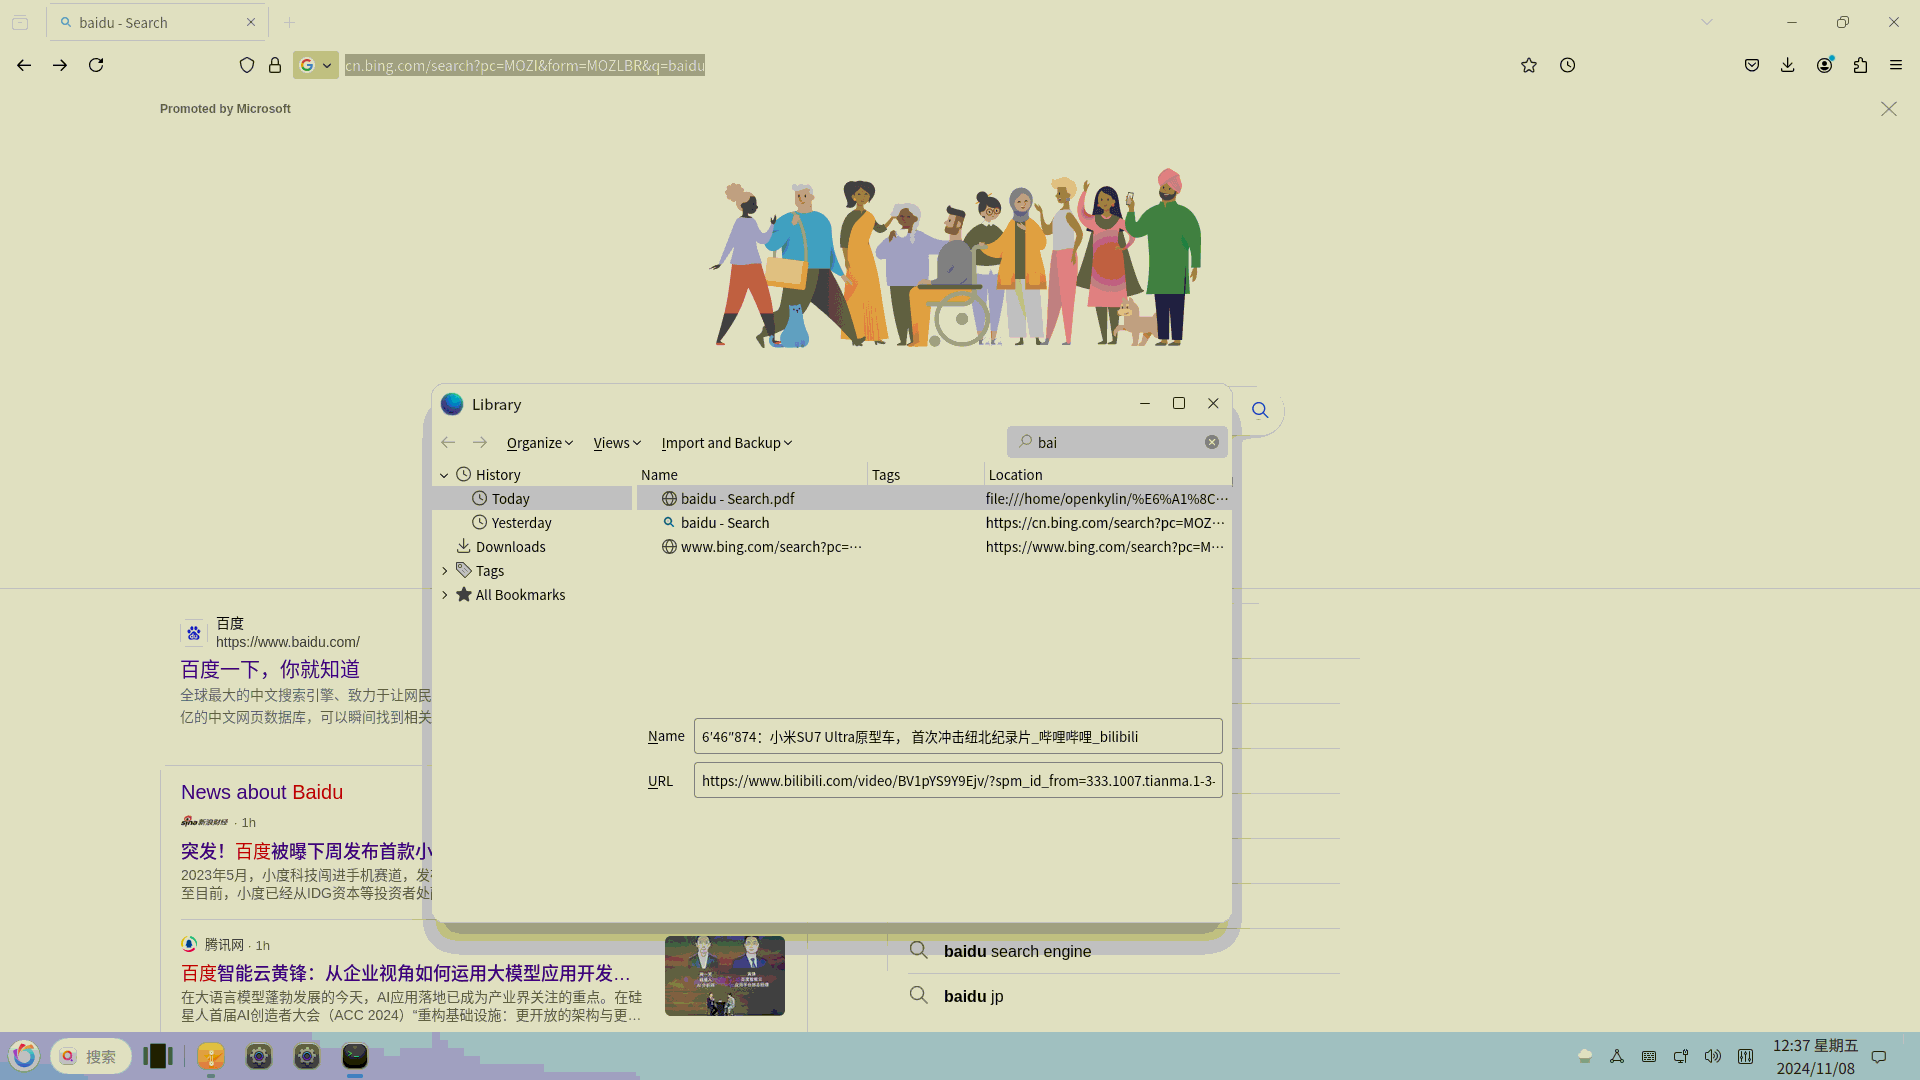 baidu - Search
cn.bing.com/search?pc=MOZI&form=MOZLBR&q=baidu
Promoted by Microsoft
Library
Organize
Views
Import and Backup
bai
History
Today
Yesterday
Downloads
Tags
All Bookmarks
Name Tags Location
baidu - Search.pdf file:///home/openkylin/%E6%A1%8C…
baidu - Search https://cn.bing.com/search?pc=MOZ…
www.bing.com/search?pc=… https://www.bing.com/search?pc=M…
Name 6′46″874：小米SU7 Ultra原型车， 首次冲击纽北纪录片_哔哩哔哩_bilibili
URL https://www.bilibili.com/video/BV1pYS9Y9Ejv/?spm_id_from=333.1007.tianma.1-3-
百度
https://www.baidu.com/
百度一下，你就知道
全球最大的中文搜索引擎、致力于让网民
亿的中文网页数据库，可以瞬间找到相关
News about Baidu
sina新浪财经 · 1h
突发！百度被曝下周发布首款小
2023年5月，小度科技闯进手机赛道，发
至目前，小度已经从IDG资本等投资者处
腾讯网 · 1h
百度智能云黄锋：从企业视角如何运用大模型应用开发…
在大语言模型蓬勃发展的今天，AI应用落地已成为产业界关注的重点。在硅
星人首届AI创造者大会（ACC 2024）“重构基础设施：更开放的架构与更…
baidu search engine
baidu jp
搜索
12:37 星期五
2024/11/08